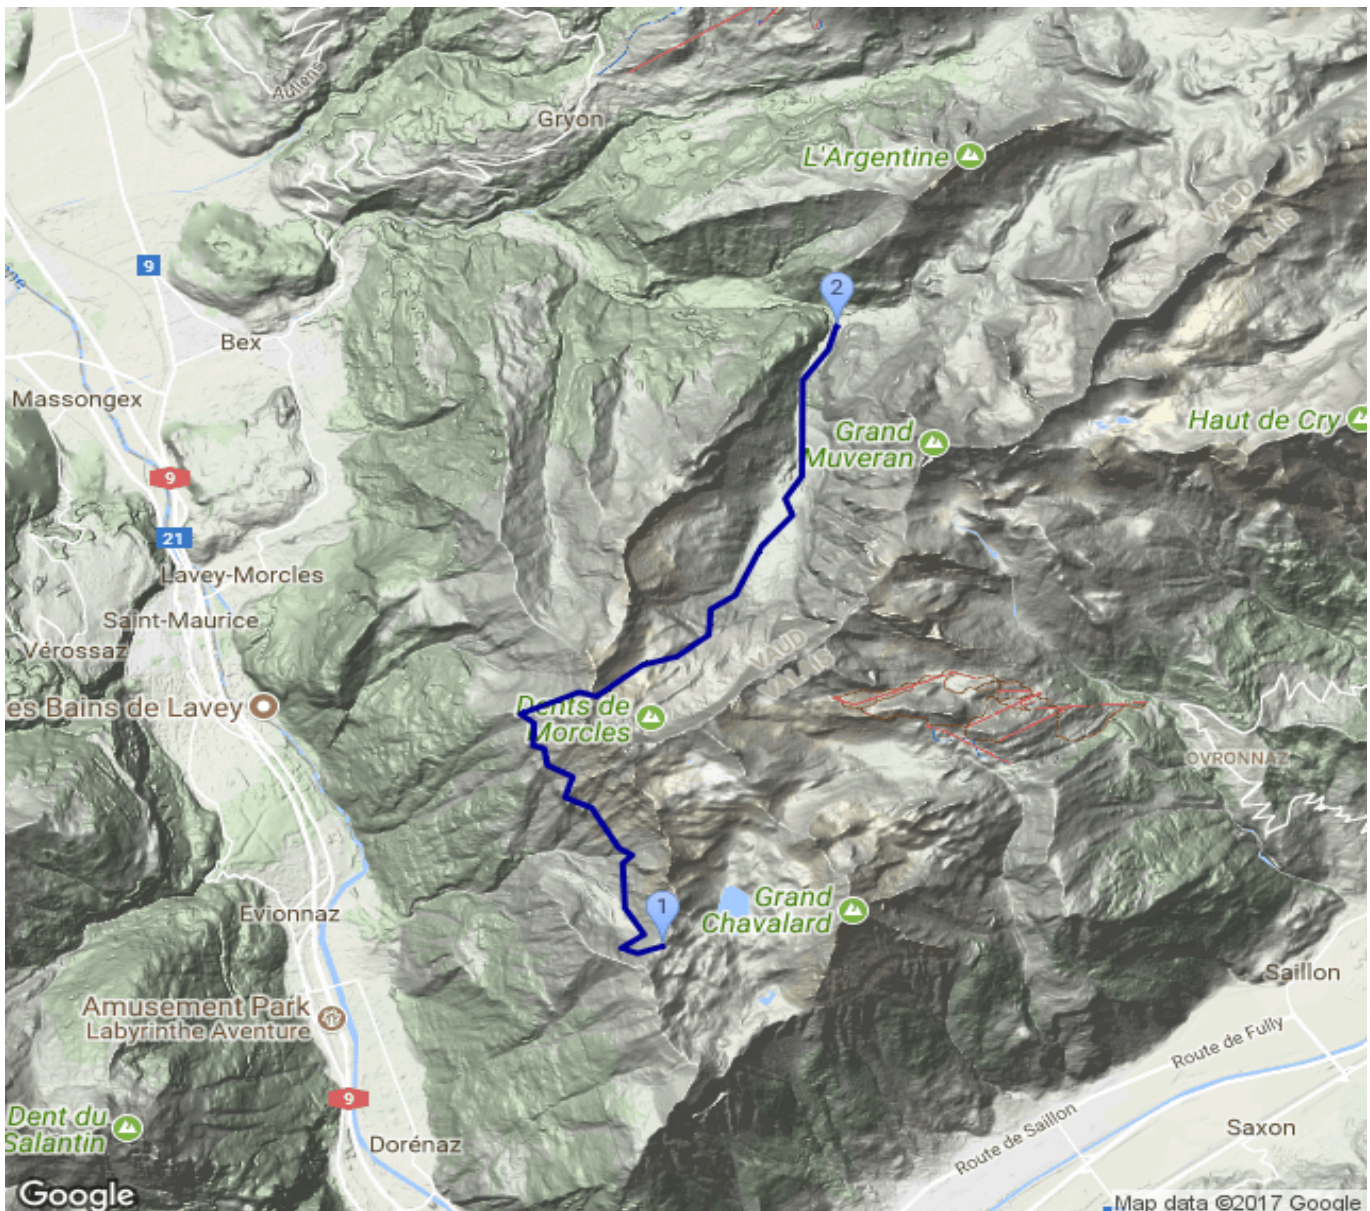 Aulène
Gryon
L'Argentine
VAUD
VALAIS
9
2
Bex
Massongex
Haut de Cry
Grand
Muveran
9
21
Lavey-Morcles
Saint-Maurice
Vérossaz
VAUD
VALAIS
es Bains de Lavey
Dents de
Morcles
OVRONNAZ
1
Grand
Chavalard
Evionnaz
Saillon
Amusement Park
Labyrinthe Aventure
Route de Fully
9
Dent du
Salantin
Dorénaz
Route de Saillon
Saxon
Google
Map data ©2017 Google